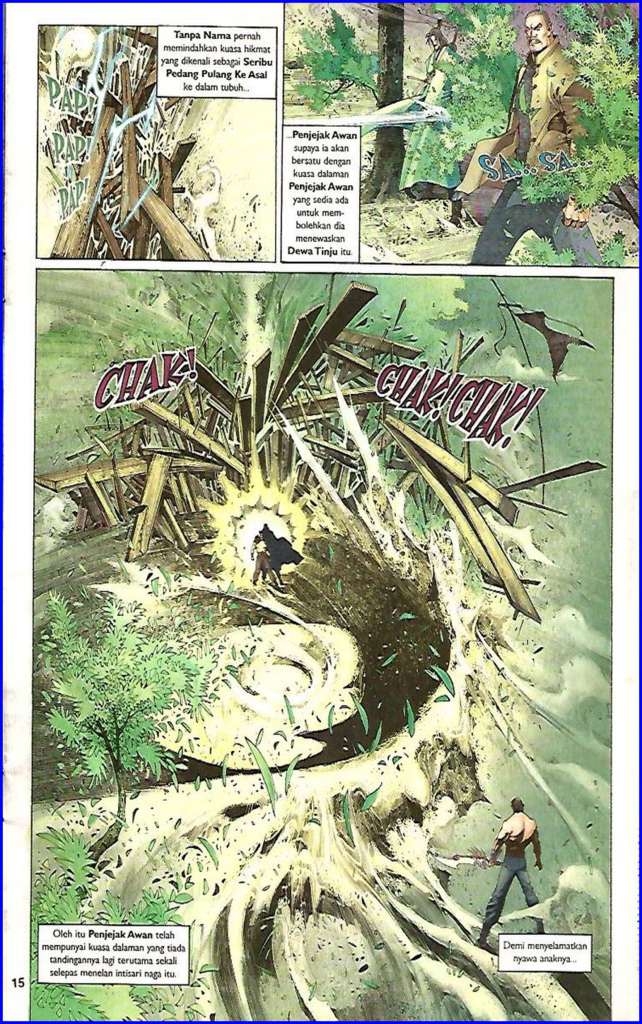 Tanpa Nama pernah
memindahkan kuasa hikmat
yang dikenali sebagai Seribu
Pedang Pulang Ke Asal
ke dalam tubuh...
PAP!
PAP!
PAP!
...Penjejak Awan
supaya ia akan
bersatu dengan
kuasa dalaman
Penjejak Awan
yang sedia ada
untuk mem-
bolehkan dia
menewaskan
Dewa Tinju itu.
SA... SA..
CHAK!
CHAK! CHAK!
Oleh itu Penjejak Awan telah
mempunyai kuasa dalaman yang tiada
tandingannya lagi terutama sekali
selepas menelan intisari naga itu.
Demi menyelamatkan
nyawa anaknya...
15